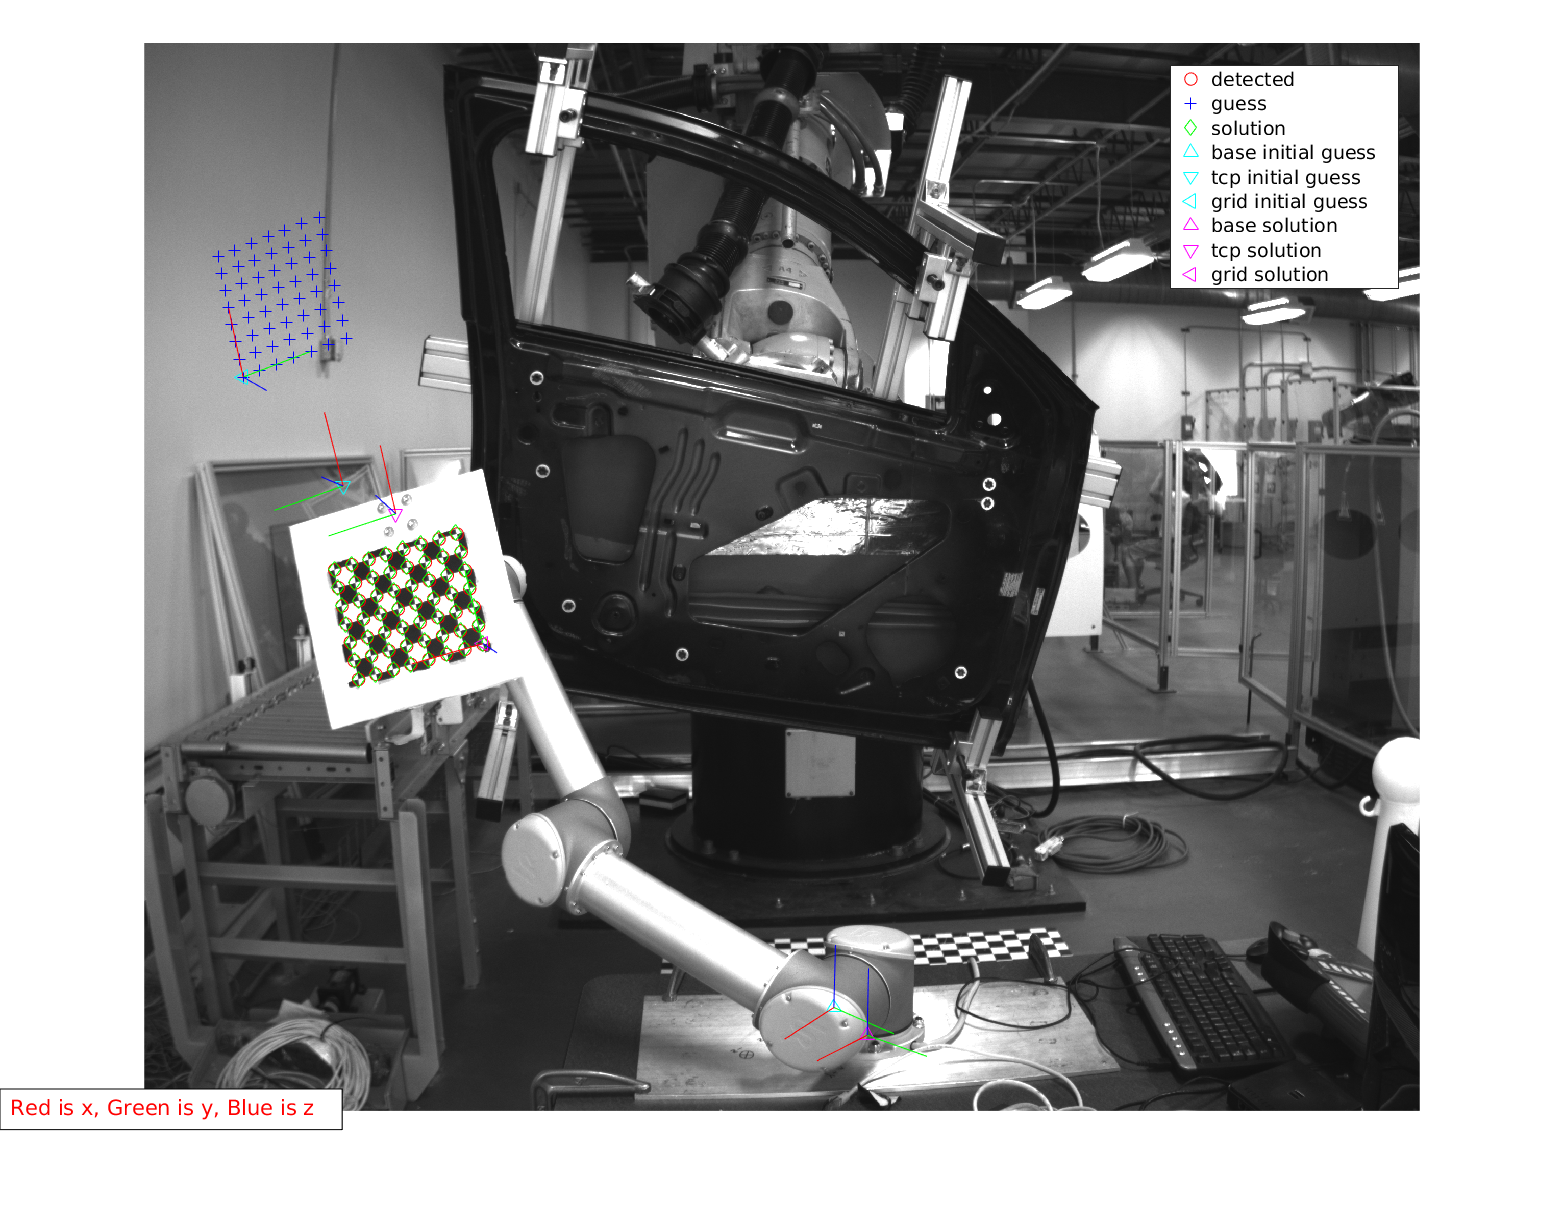 detected
guess
solution
base initial guess
tcp initial guess
grid initial guess
base solution
tcp solution
grid solution
Red is x, Green is y, Blue is z